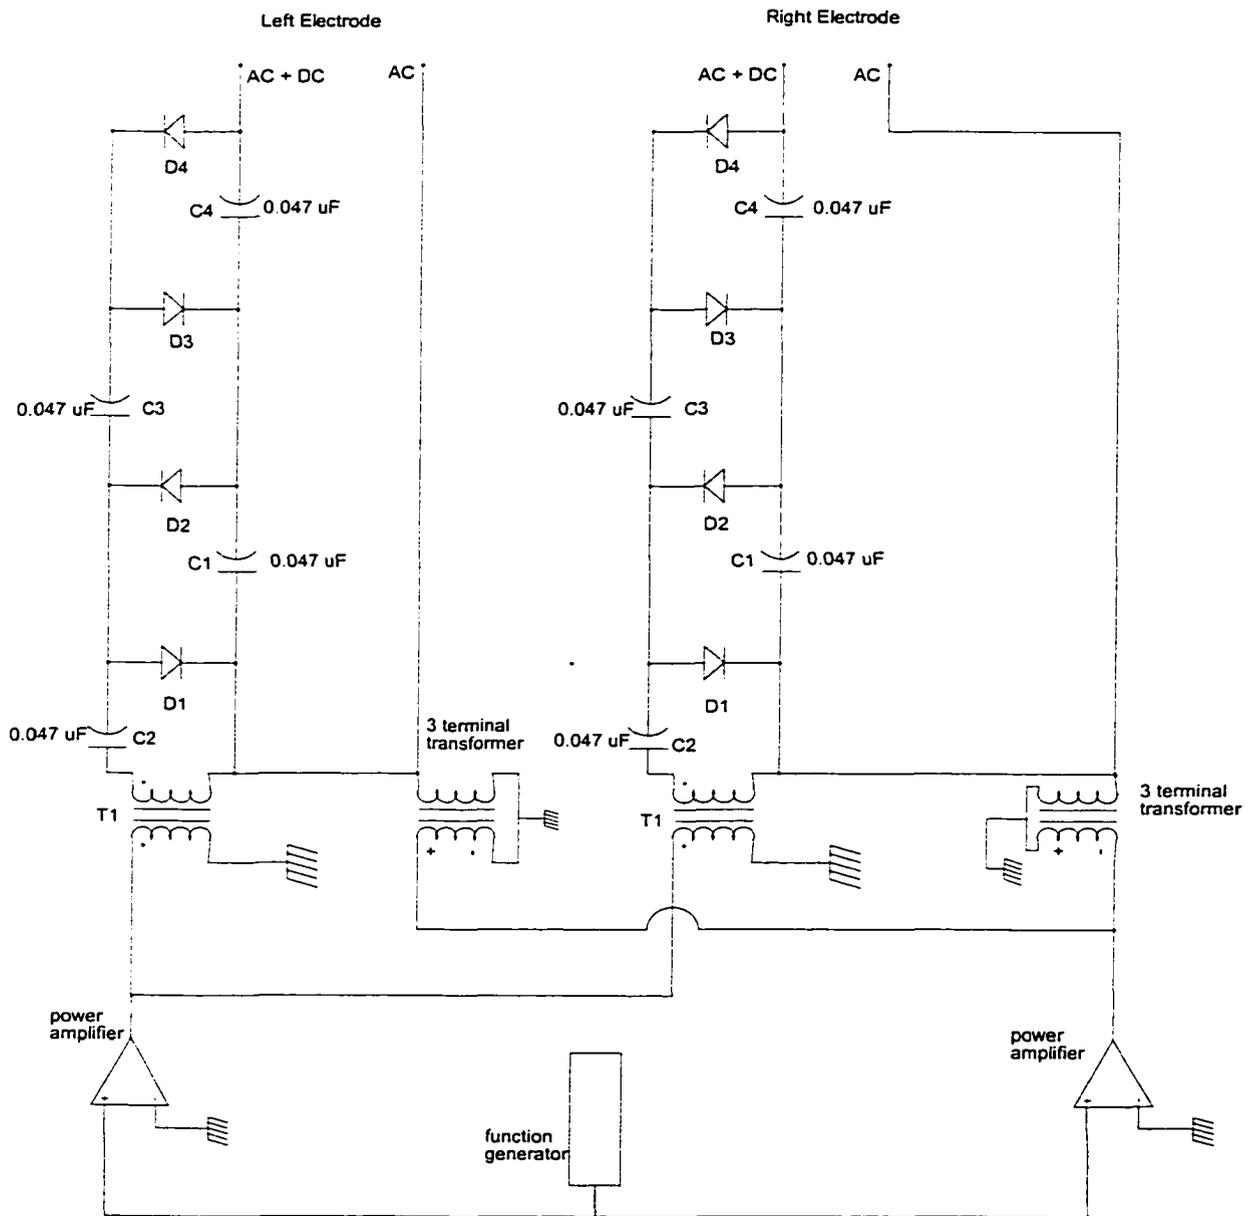 Left Electrode
Right Electrode
AC + DC
AC
AC + DC
AC
D4
D4
C4
0.047 uF
C4
0.047 uF
D3
D3
0.047 uF
C3
0.047 uF
C3
D2
D2
C1
0.047 uF
C1
0.047 uF
D1
D1
0.047 uF
C2
3 terminal
transformer
0.047 uF
C2
T1
T1
3 terminal
transformer
+ -
+ -
power
amplifier
power
amplifier
+ -
+ -
function
generator